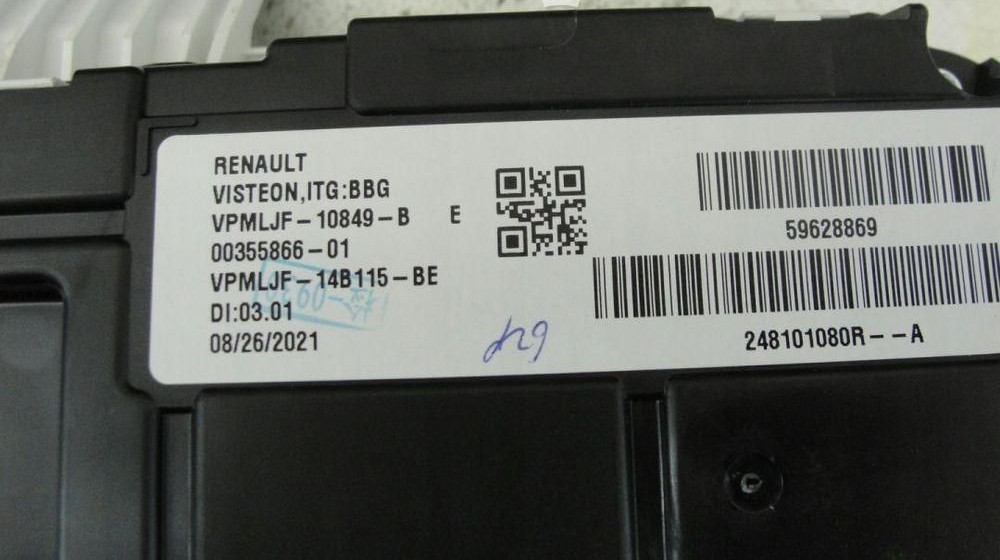 RENAULT
VISTEON,ITG:BBG
VPMLJF-10849-B E
00355866-01
VPMLJF-14B115-BE
DI:03.01
08/26/2021
59628869
248101080R--A